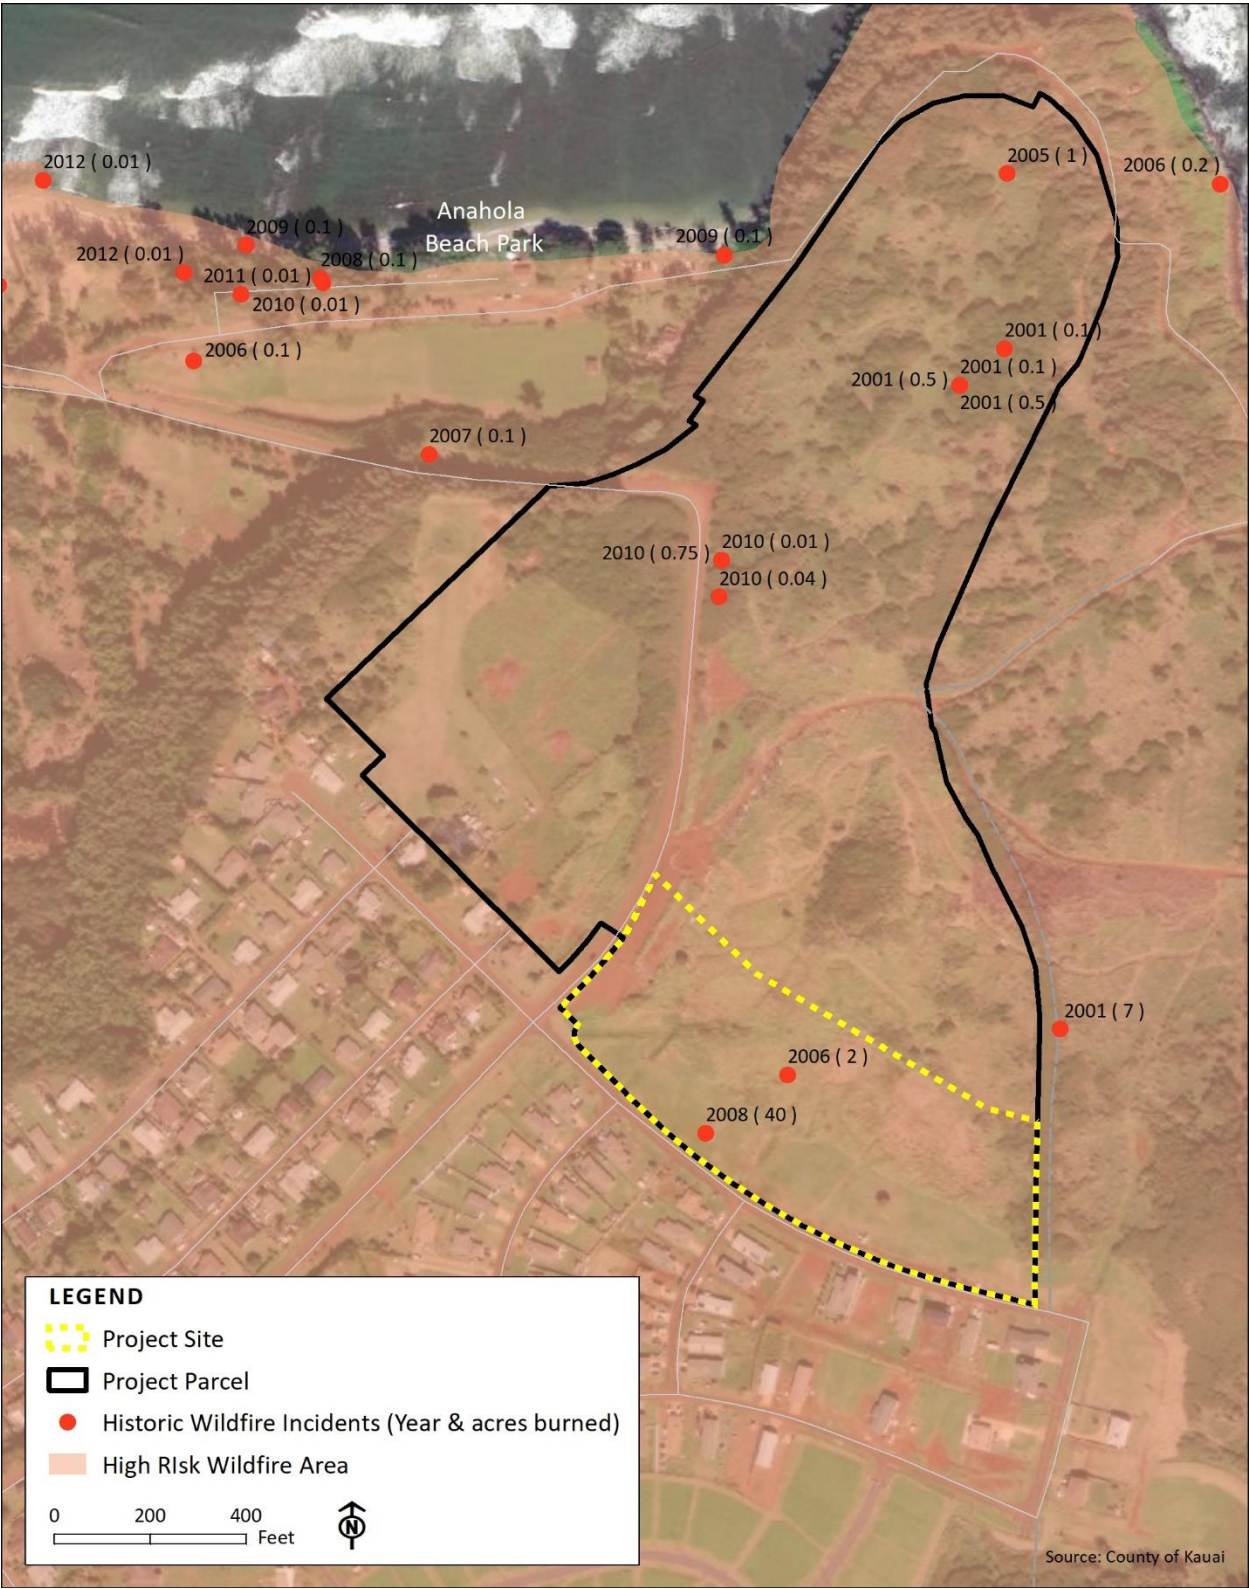 2012 ( 0.01 )
2005 ( 1 )
2006 ( 0.2 )
Anahola
Beach Park
2009 ( 0.1 )
2009 ( 0.1 )
2012 ( 0.01 )
2008 ( 0.1 )
2011 ( 0.01 )
2010 ( 0.01 )
2006 ( 0.1 )
2001 ( 0.1 )
2001 ( 0.1 )
2001 ( 0.5 )
2001 ( 0.5 )
2007 ( 0.1 )
2010 ( 0.01 )
2010 ( 0.75 )
2010 ( 0.04 )
2001 ( 7 )
2006 ( 2 )
2008 ( 40 )
LEGEND
Project Site
Project Parcel
Historic Wildfire Incidents (Year & acres burned)
High RIsk Wildfire Area
0 200 400
Feet
N
Source: County of Kauai